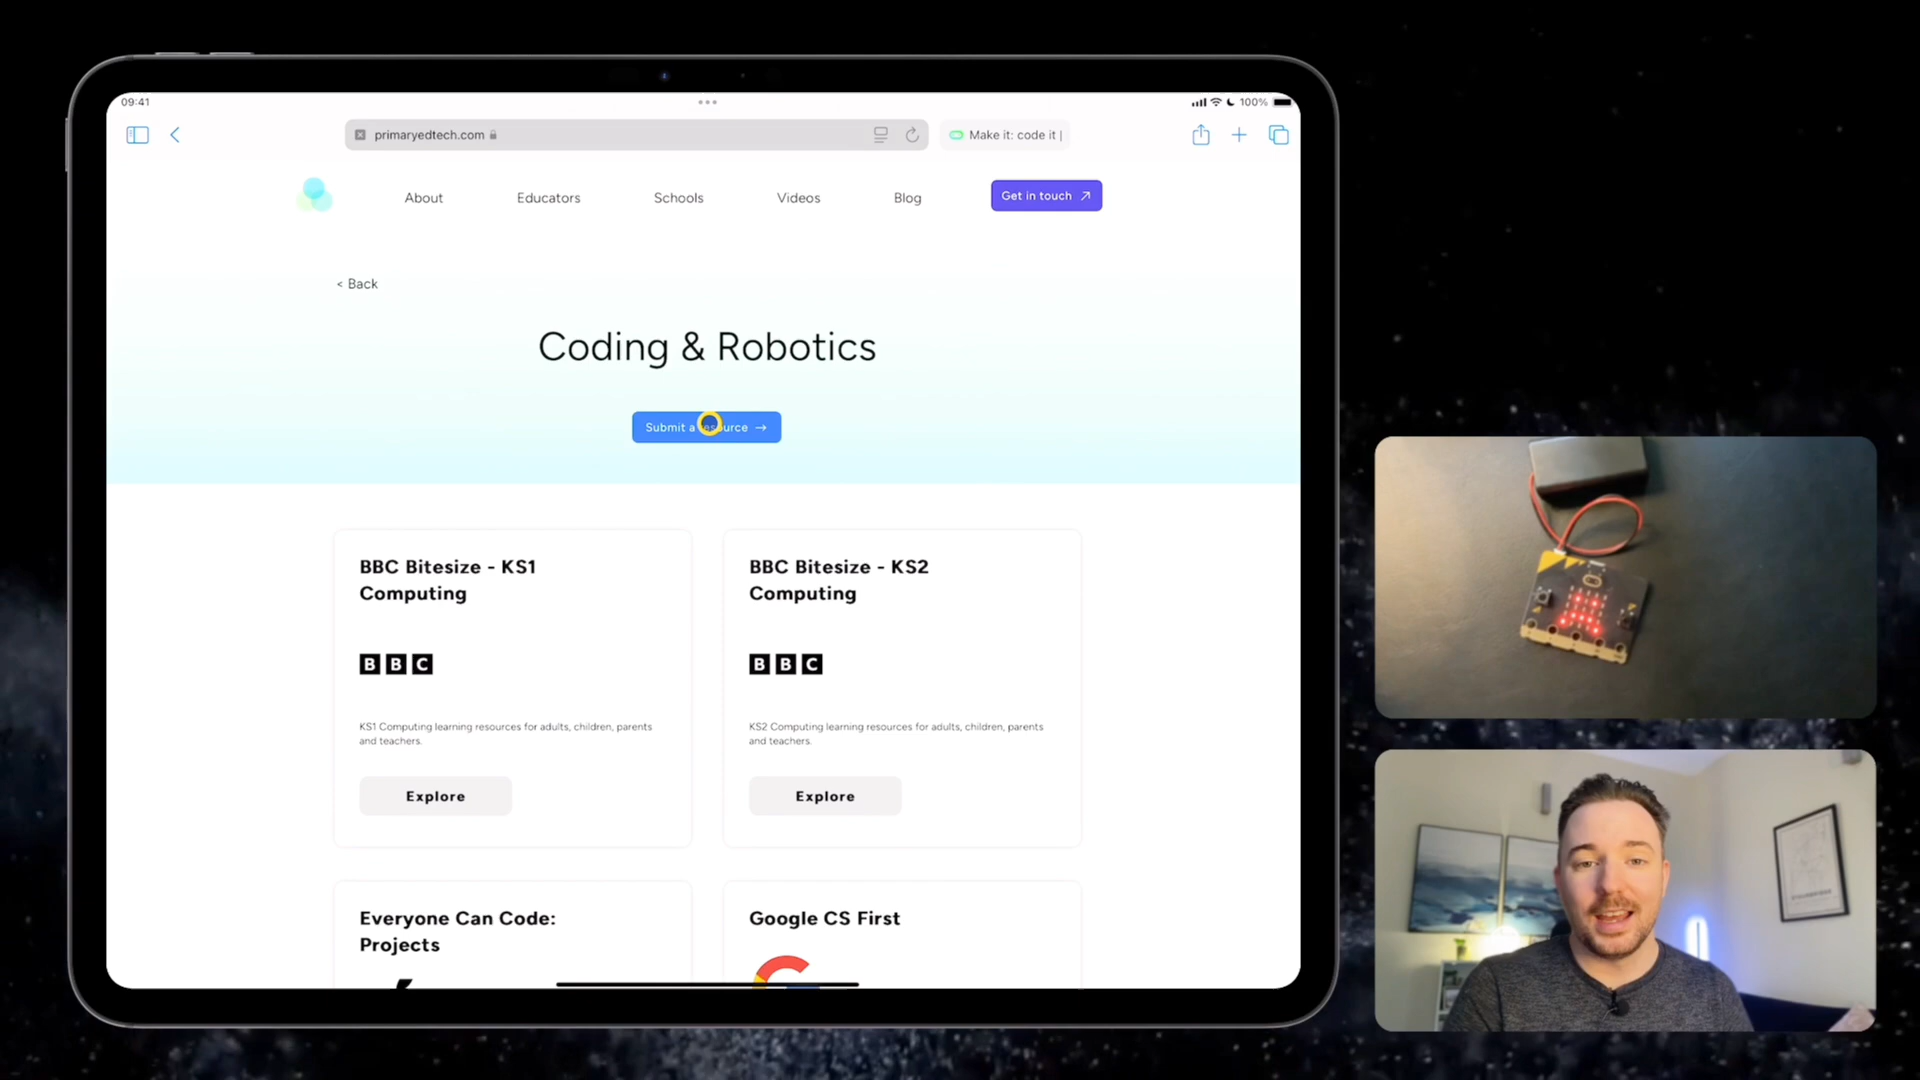 09:41
100%
primaryedtech.com
Make it: code it |
About
Educators
Schools
Videos
Blog
Get in touch
< Back
Coding & Robotics
Submit a resource →
BBC Bitesize - KS1
Computing
BBC
KS1 Computing learning resources for adults, children, parents
and teachers.
Explore
BBC Bitesize - KS2
Computing
BBC
KS2 Computing learning resources for adults, children, parents
and teachers.
Explore
Everyone Can Code:
Projects
Google CS First